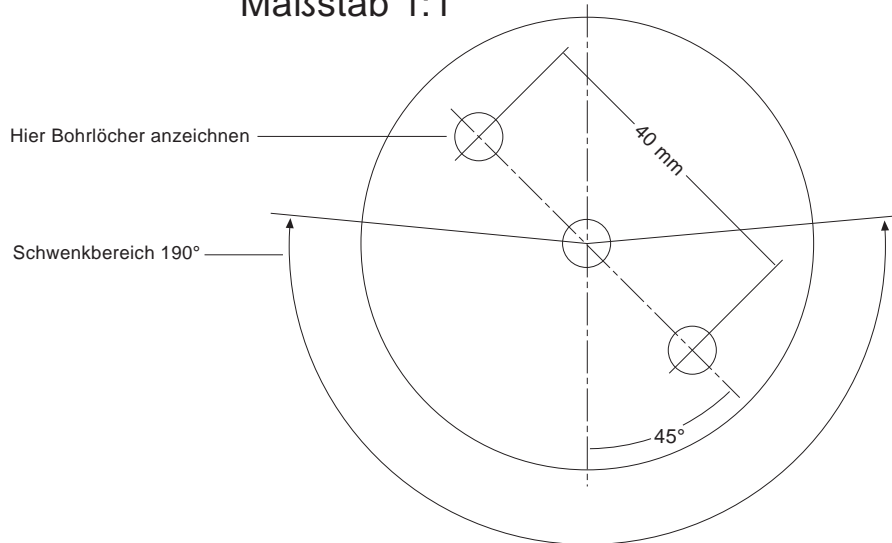 Maßstab 1:1
Hier Bohrlöcher anzeichnen
40 mm
Schwenkbereich 190°
45°